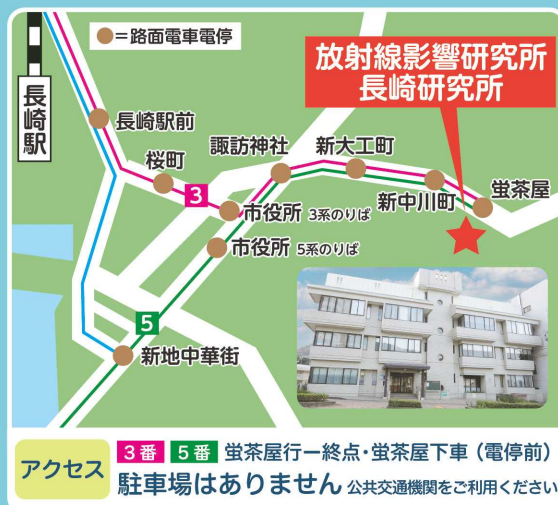 ●=路面電車電停
放射線影響研究所
長崎研究所
長崎駅
長崎駅前
桜町
諏訪神社
新大工町
新中川町
蛍茶屋
3
市役所 3系のりば
市役所 5系のりば
5
新地中華街
アクセス
3番 5番 蛍茶屋行ー終点・蛍茶屋下車（電停前）
駐車場はありません 公共交通機関をご利用ください